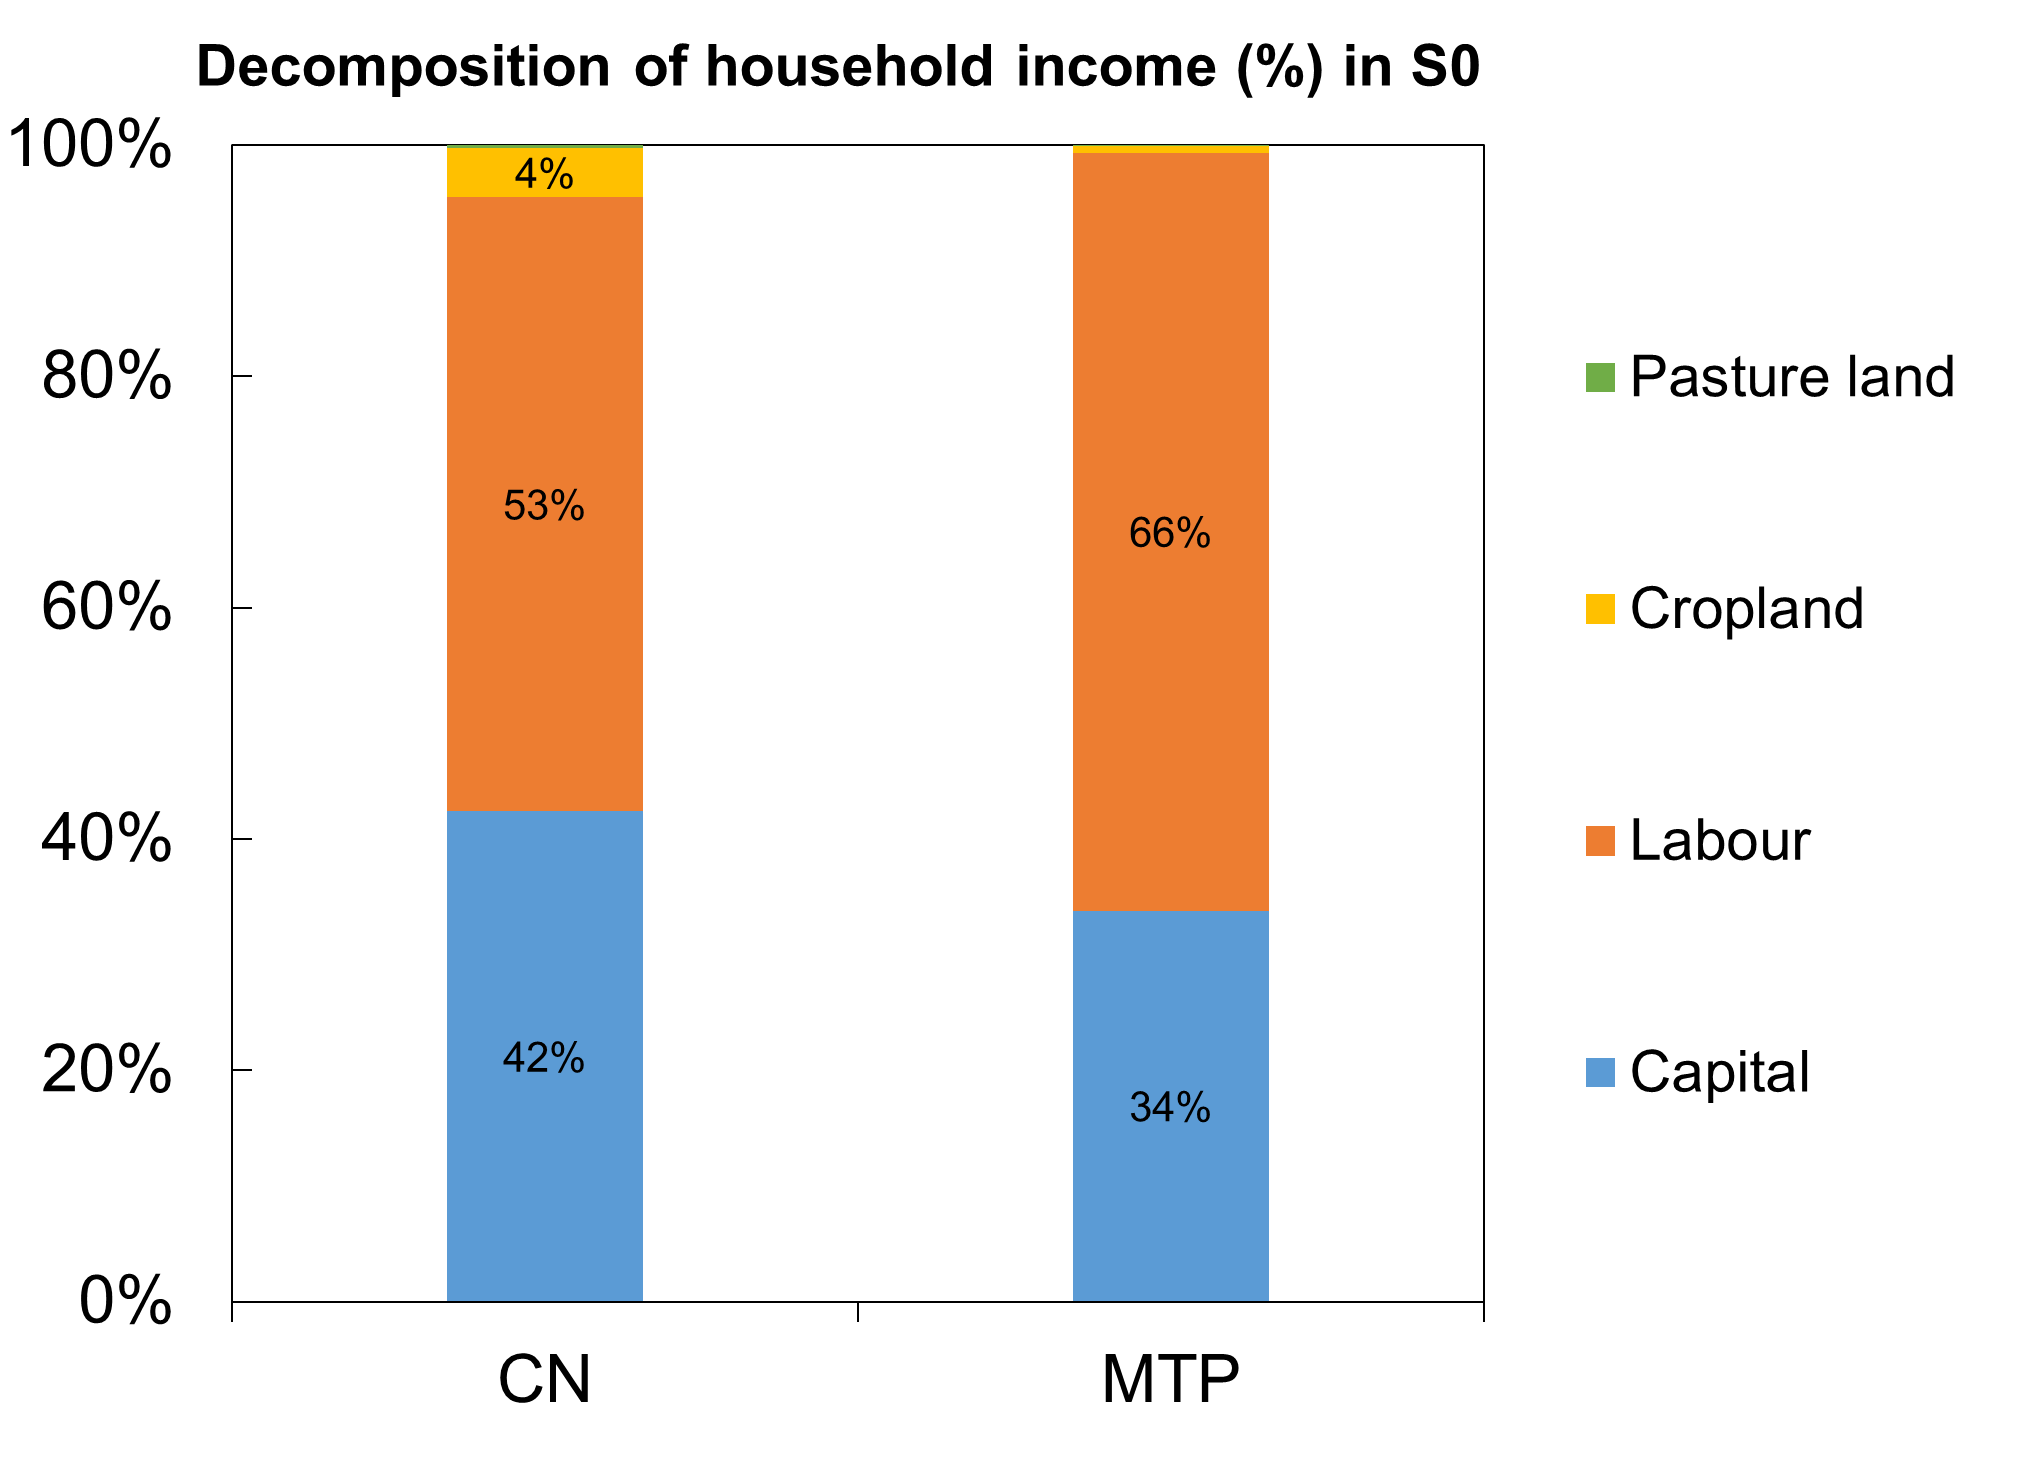 Decomposition of household income (%) in S0
100%
80%
60%
40%
20%
0%
4%
53%
42%
66%
34%
CN
MTP
Pasture land
Cropland
Labour
Capital